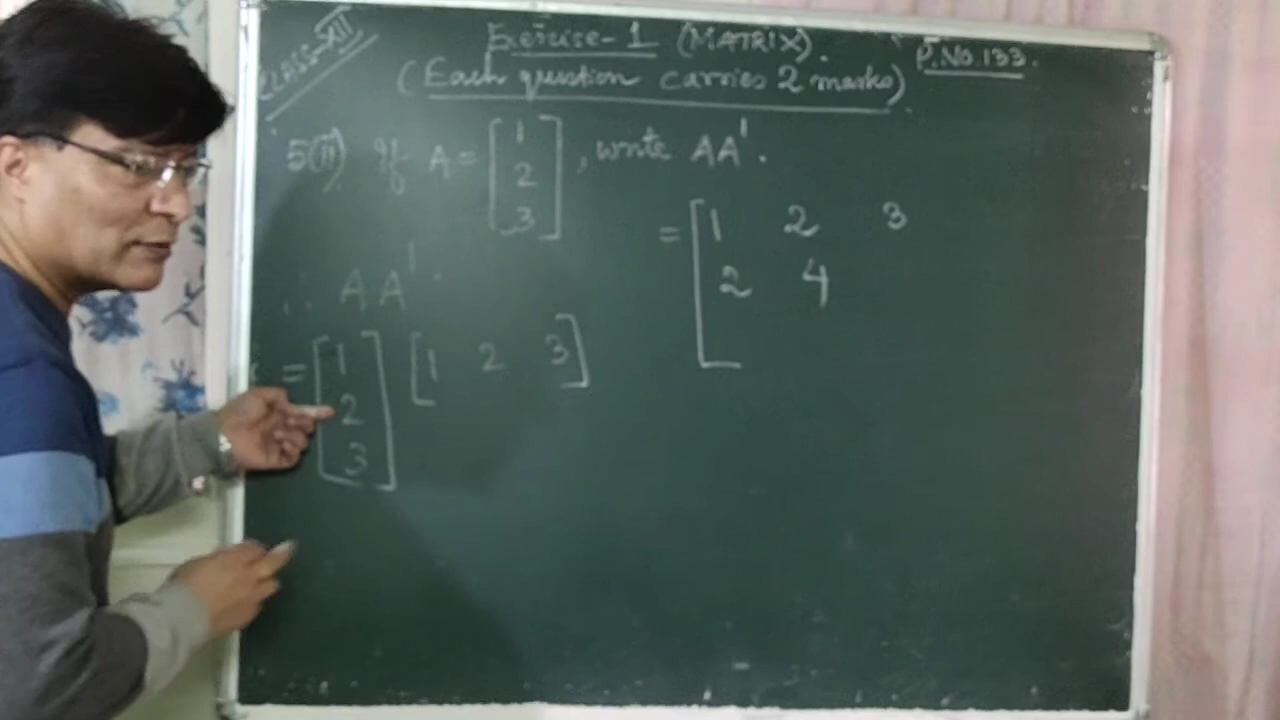 CLASS-XII
Exercise-1 (MATRIX).
P.No.133.
(Each question carries 2 marks)
5(ii) If A = [1 2 3], write AA'.
= [1 2 3
2 4
∴ AA'
= [1 2 3] [1 2 3]